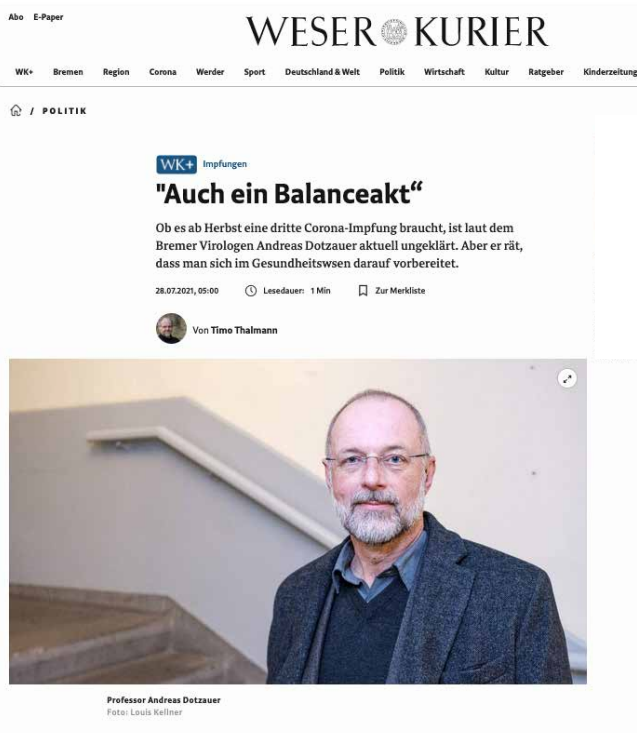 Abo E-Paper
WESER KURIER
WK+ Bremen Region Corona Werder Sport Deutschland & Welt Politik Wirtschaft Kultur Ratgeber Kinderzeitung
/ POLITIK
WK+ Impfungen
"Auch ein Balanceakt“
Ob es ab Herbst eine dritte Corona-Impfung braucht, ist laut dem
Bremer Virologen Andreas Dotzauer aktuell ungeklärt. Aber er rät,
dass man sich im Gesundheitswsen darauf vorbereitet.
28.07.2021, 05:00 Lesedauer: 1 Min Zur Merkliste
Von Timo Thalmann
Professor Andreas Dotzauer
Foto: Louis Kellner